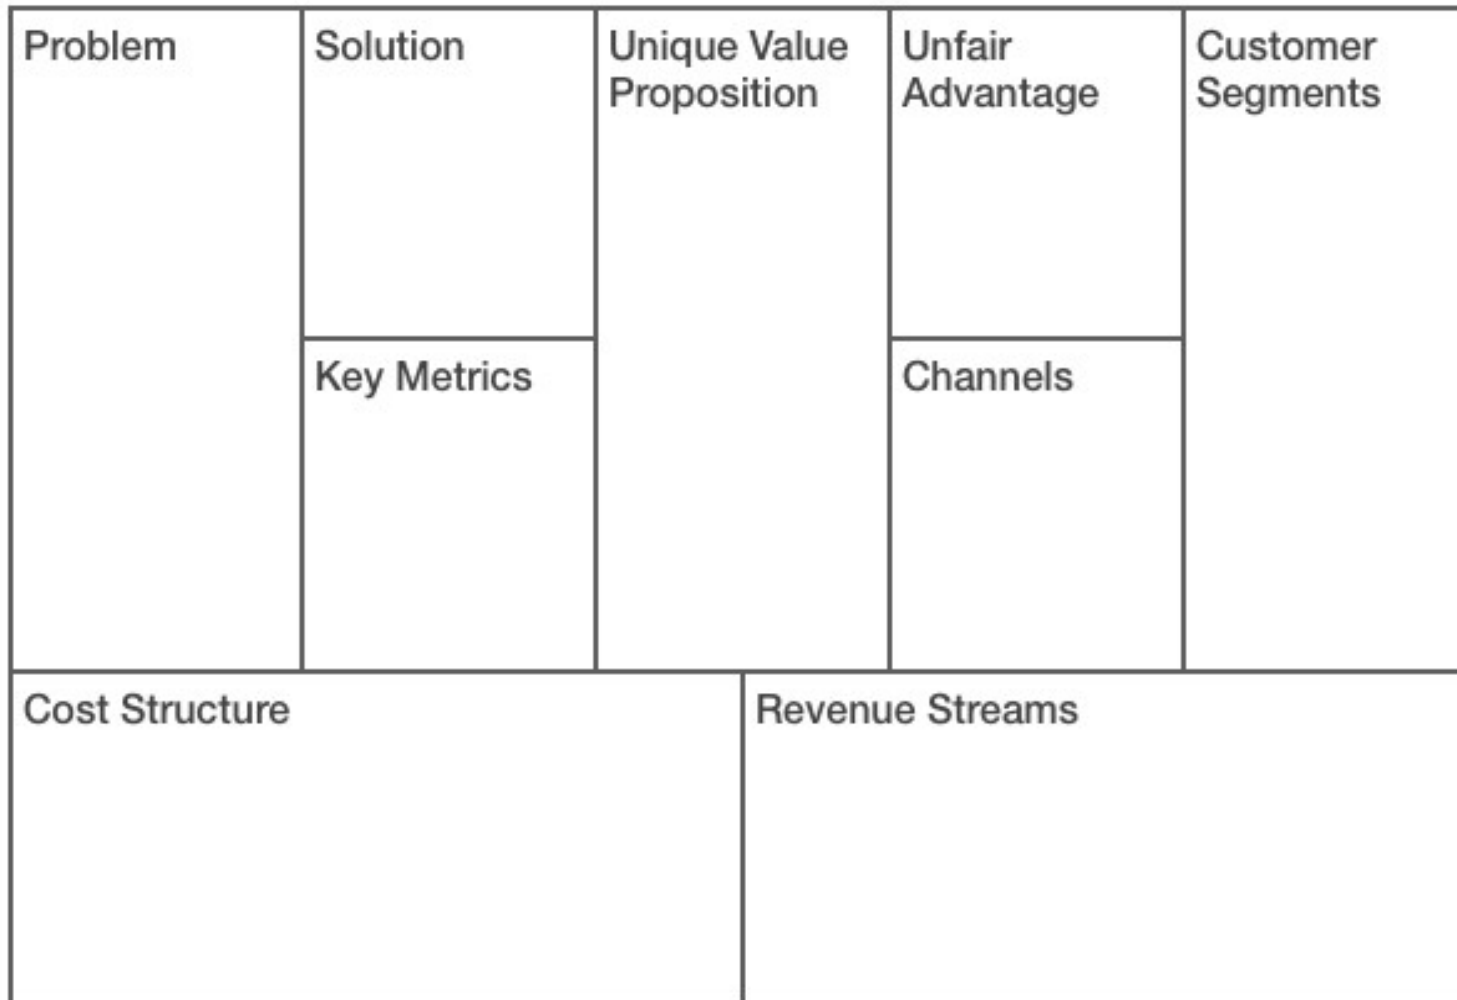 Problem
Solution
Unique Value
Proposition
Unfair
Advantage
Customer
Segments
Key Metrics
Channels
Cost Structure
Revenue Streams